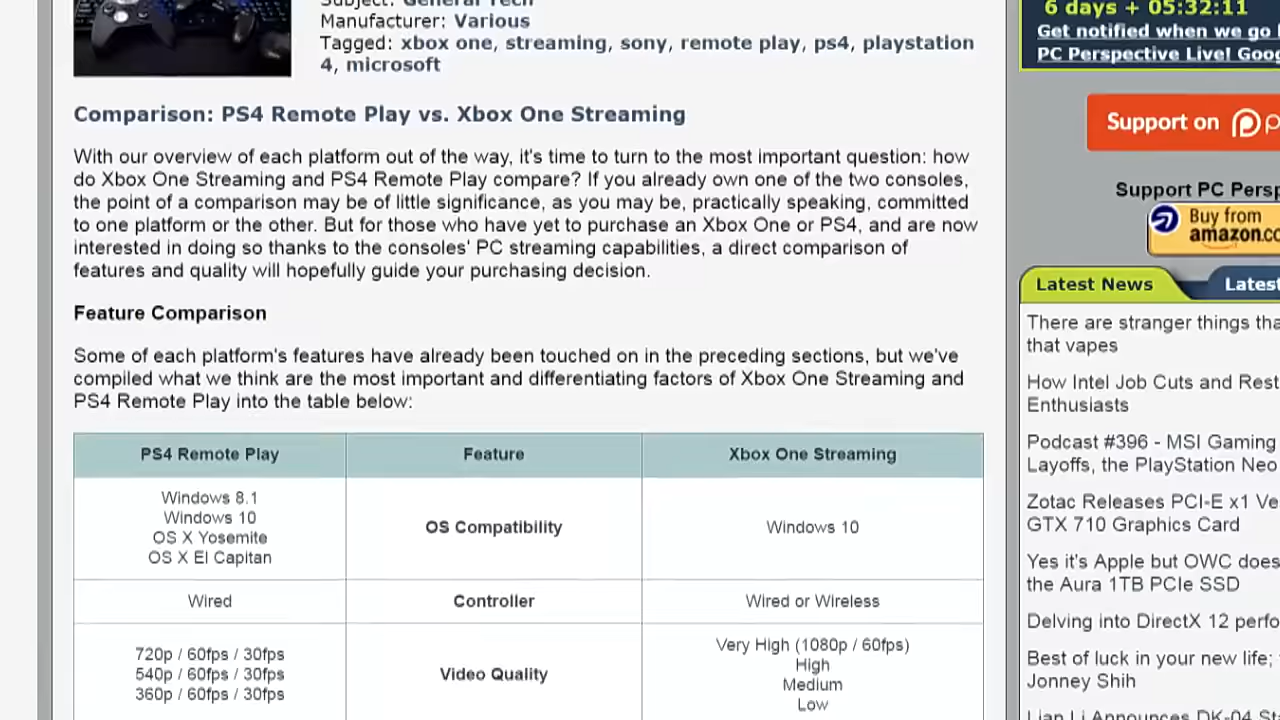 Subject: General Tech
Manufacturer: Various
Tagged: xbox one, streaming, sony, remote play, ps4, playstation
4, microsoft
Comparison: PS4 Remote Play vs. Xbox One Streaming
With our overview of each platform out of the way, it's time to turn to the most important question: how
do Xbox One Streaming and PS4 Remote Play compare? If you already own one of the two consoles,
the point of a comparison may be of little significance, as you may be, practically speaking, committed
to one platform or the other. But for those who have yet to purchase an Xbox One or PS4, and are now
interested in doing so thanks to the consoles' PC streaming capabilities, a direct comparison of
features and quality will hopefully guide your purchasing decision.
Feature Comparison
Some of each platform's features have already been touched on in the preceding sections, but we've
compiled what we think are the most important and differentiating factors of Xbox One Streaming and
PS4 Remote Play into the table below:
PS4 Remote Play Feature Xbox One Streaming
Windows 8.1
Windows 10
OS X Yosemite
OS X El Capitan
OS Compatibility
Windows 10
Wired Controller Wired or Wireless
720p / 60fps / 30fps
540p / 60fps / 30fps
360p / 60fps / 30fps
Video Quality
Very High (1080p / 60fps)
High
Medium
Low
6 days + 05:32:11
Get notified when we go
PC Perspective Live! Goog
Support on
Support PC Persp
Buy from
amazon.co
Latest News Latest
There are stranger things tha
that vapes
How Intel Job Cuts and Rest
Enthusiasts
Podcast #396 - MSI Gaming
Layoffs, the PlayStation Neo
Zotac Releases PCI-E x1 Ve
GTX 710 Graphics Card
Yes it's Apple but OWC does
the Aura 1TB PCIe SSD
Delving into DirectX 12 perfo
Best of luck in your new life;
Jonney Shih
Lian Li Announces DK-04 St